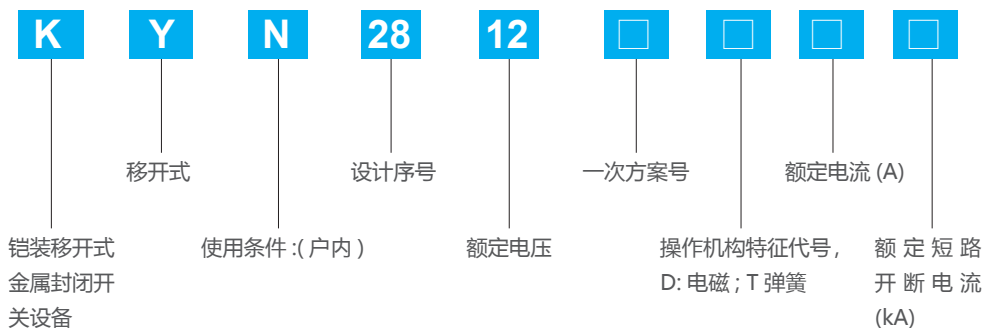 K Y N 28 12 □ □ □ □
移开式 设计序号 一次方案号 额定电流 (A)
铠装移开式
金属封闭开
关设备
使用条件 :( 户内 )
额定电压
操作机构特征代号 ,
D: 电磁 ; T 弹簧
额定短路
开断电流
(kA)